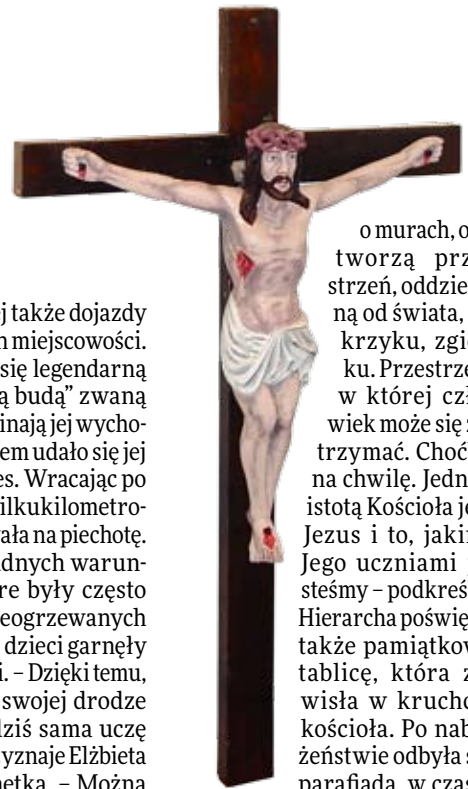 j także dojazdy
h miejscowości.
się legendarną
ą budą” zwaną
inają jej wycho-
em udało się jej
es. Wracając po
ilkukilometro-
ała na piechotę.
dnych warun-
re były często
eogrzewanych
dzieci garnęły
i. – Dzięki temu,
swojej drodze
dziś sama uczę
yznaje Elżbieta
netka. – Można
o murach, o
tworzą prz
strzeń, oddzie
ną od świata,
krzyku, zgie
ku. Przestrze
w której czł
wiek może się z
trzymać. Choć
na chwilę. Jedn
istotą Kościoła je
Jezus i to, jaki
Jego uczniami j
steśmy – podkreś
Hierarcha poświę
także pamiątkow
tablicę, która z
wisła w kruchc
kościoła. Po nab
żeństwie odbyła s
parafiada, w czas